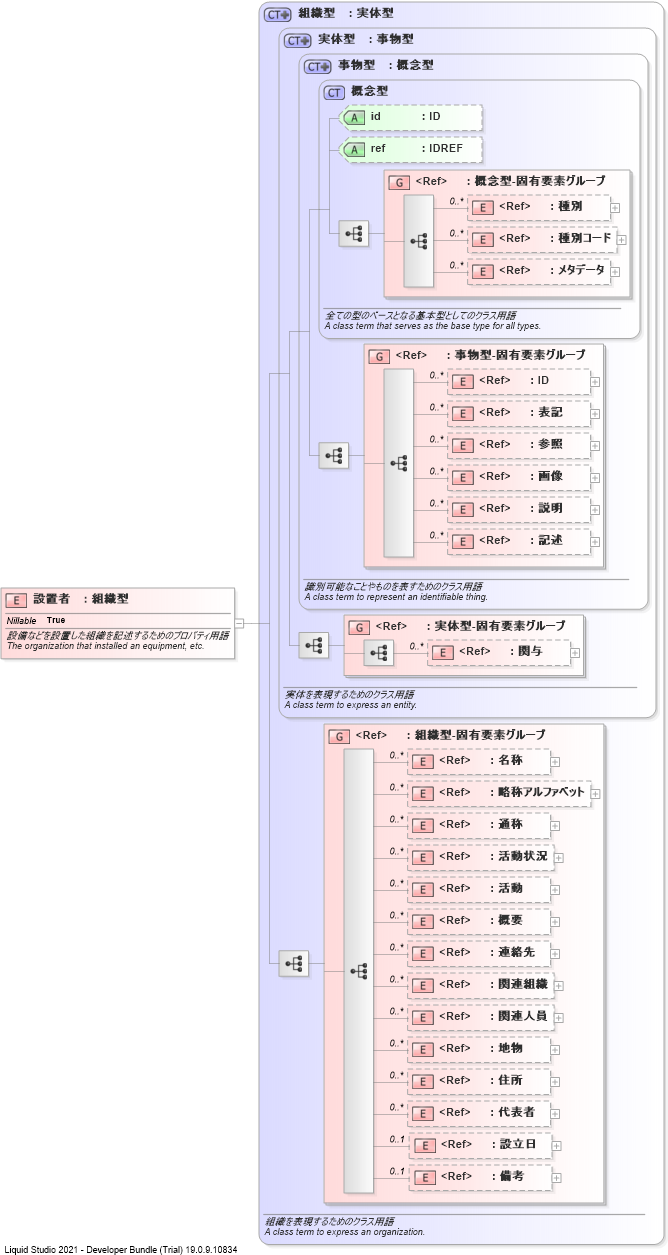 CT 組織型 : 実体型
CT 実体型 : 事物型
CT 事物型 : 概念型
CT 概念型
A id : ID
A ref : IDREF
G <Ref> : 概念型-固有要素グループ
0..* E <Ref> : 種別
0..* E <Ref> : 種別コード
0..* E <Ref> : メタデータ
全ての型のベースとなる基本型としてのクラス用語
A class term that serves as the base type for all types.
G <Ref> : 事物型-固有要素グループ
0..* E <Ref> : ID
0..* E <Ref> : 表記
0..* E <Ref> : 参照
0..* E <Ref> : 画像
0..* E <Ref> : 説明
0..* E <Ref> : 記述
識別可能なことやものを表すためのクラス用語
A class term to represent an identifiable thing.
E 設置者 : 組織型
Nillable True
設備などを設置した組織を記述するためのプロパティ用語
The organization that installed an equipment, etc.
G <Ref> : 実体型-固有要素グループ
0..* E <Ref> : 関与
実体を表現するためのクラス用語
A class term to express an entity.
G <Ref> : 組織型-固有要素グループ
0..* E <Ref> : 名称
0..* E <Ref> : 略称アルファベット
0..* E <Ref> : 通称
0..* E <Ref> : 活動状況
0..* E <Ref> : 活動
0..* E <Ref> : 概要
0..* E <Ref> : 連絡先
0..* E <Ref> : 関連組織
0..* E <Ref> : 関連人員
0..* E <Ref> : 地物
0..* E <Ref> : 住所
0..* E <Ref> : 代表者
0..1 E <Ref> : 設立日
0..1 E <Ref> : 備考
組織を表現するためのクラス用語
A class term to express an organization.
Liquid Studio 2021 - Developer Bundle (Trial) 19.0.9.10834